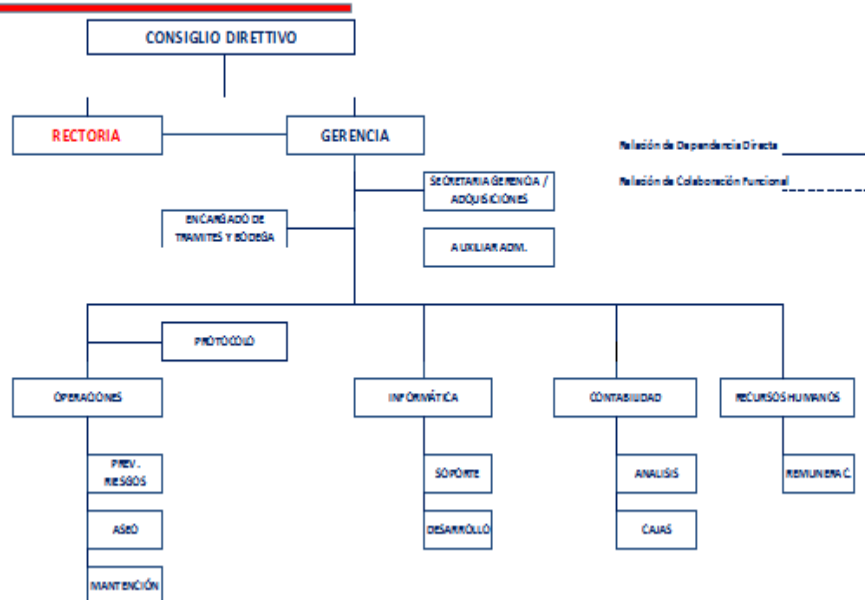 CONSIGLIO DIRETTIVO
RECTORIA
GERENCIA
Relación de Dependencia Directa
Relación de Colaboración Funcional
SECRETARIA GERENCIA /
ADQUISICIONES
ENCARGADO DE
TRAMITES Y BODEGA
AUXILIAR ADM.
PROTOCOLO
OPERACIONES
INFORMÁTICA
CONTABILIDAD
RECURSOS HUMANOS
PREV.
RIESGOS
SOPORTE
ANALISIS
REMUNERAC.
ASEO
DESARROLLO
CAJAS
MANTENCIÓN